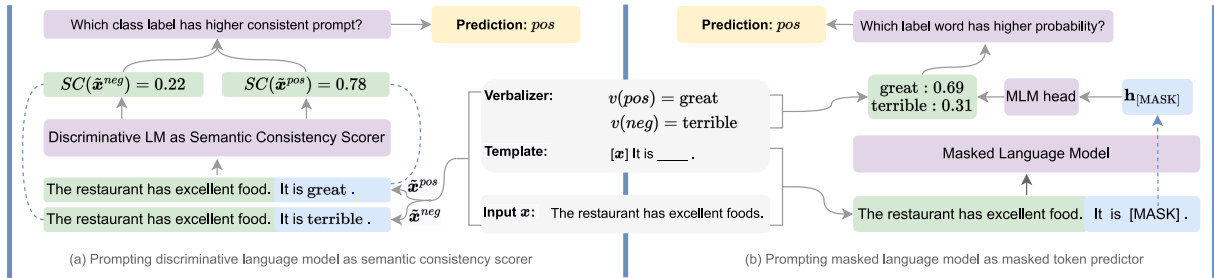 Which class label has higher consistent prompt?
Prediction: pos
SC(x̃^neg) = 0.22
SC(x̃^pos) = 0.78
Discriminative LM as Semantic Consistency Scorer
The restaurant has excellent food. It is great .
The restaurant has excellent food. It is terrible .
x̃^pos
x̃^neg
(a) Prompting discriminative language model as semantic consistency scorer
Verbalizer: v(pos) = great
v(neg) = terrible
Template: [x] It is ____ .
Input x: The restaurant has excellent foods.
Prediction: pos
Which label word has higher probability?
great : 0.69
terrible : 0.31
MLM head
h[MASK]
Masked Language Model
The restaurant has excellent food. It is [MASK] .
(b) Prompting masked language model as masked token predictor